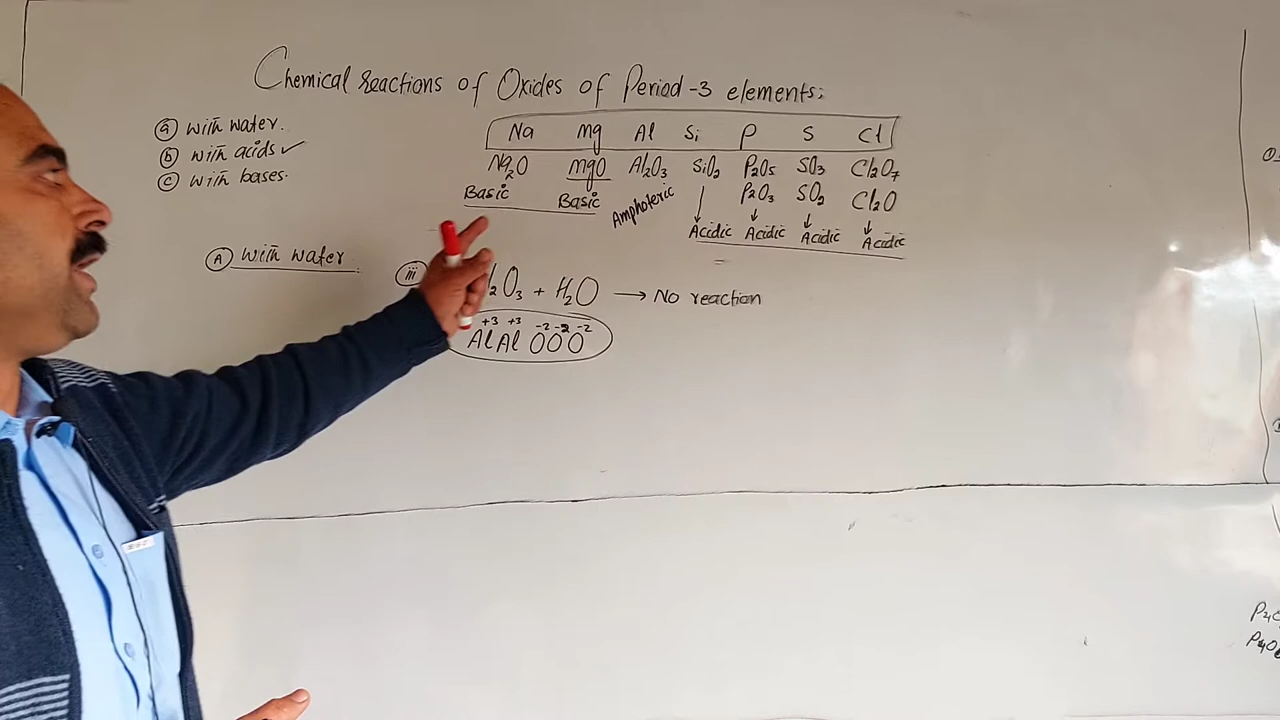 Chemical reactions of Oxides of Period-3 elements:
(a) with water.
(b) with acids ✓
(c) with bases.
Na Mg Al Si P S Cl
Na2O MgO Al2O3 SiO2 P2O5 SO3 Cl2O7
P2O3 SO2 Cl2O
Basic Basic Amphoteric ↓ ↓ ↓ ↓
Acidic Acidic Acidic Acidic
(A) with water
(iii) 2O3 + H2O → No reaction
+3 +3 -2 -2 -2
Al Al O O O